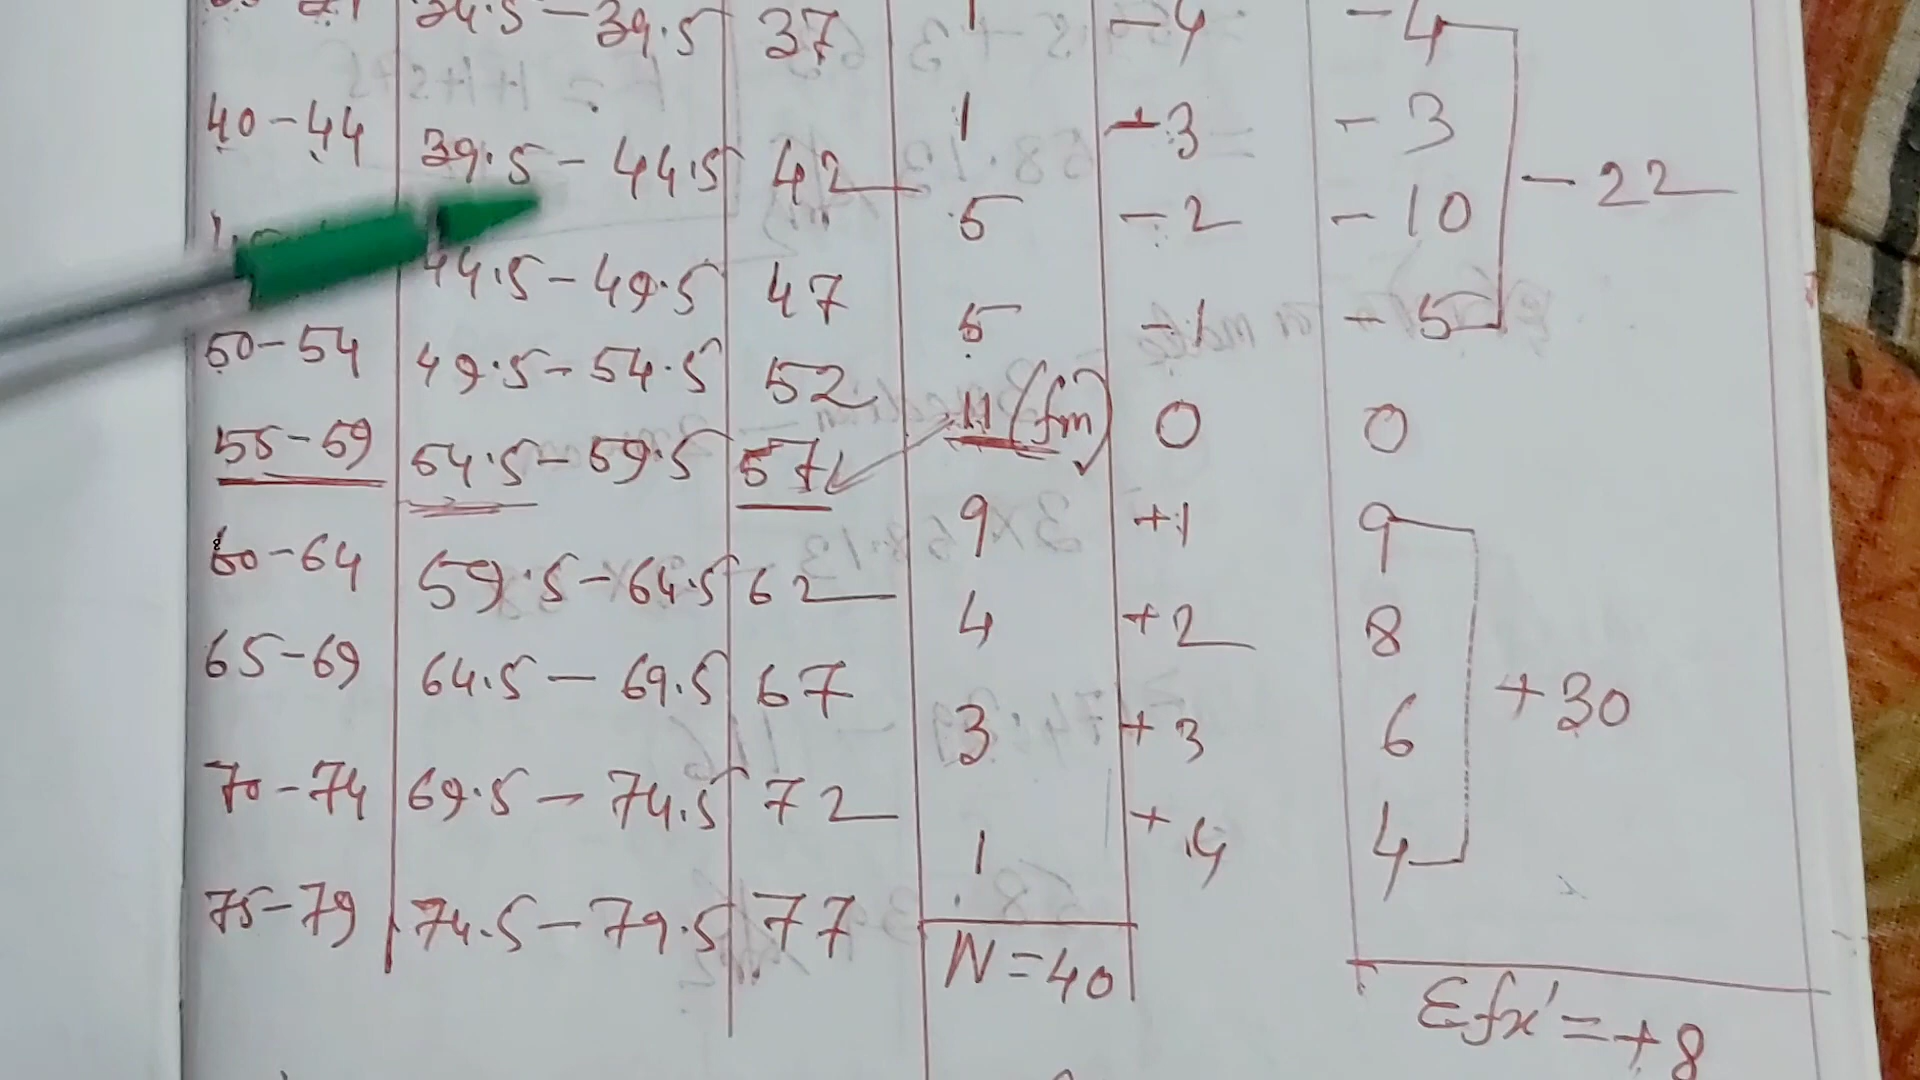 34.5 - 39.5 37 1 - 4 - 4
40 - 44 39.5 - 44.5 42 1 - 3 - 3
5 - 2 - 10 - 22
44.5 - 49.5 47 5 - 1 - 5
50 - 54 49.5 - 54.5 52
55 - 59 54.5 - 59.5 57 11 (fm) 0 0
60 - 64 59.5 - 64.5 62 9 +1 9
65 - 69 64.5 - 69.5 67 4 +2 8 + 30
70 - 74 69.5 - 74.5 72 3 + 3 6
75 - 79 74.5 - 79.5 77 1 + 4 4
N = 40
Σfx' = + 8